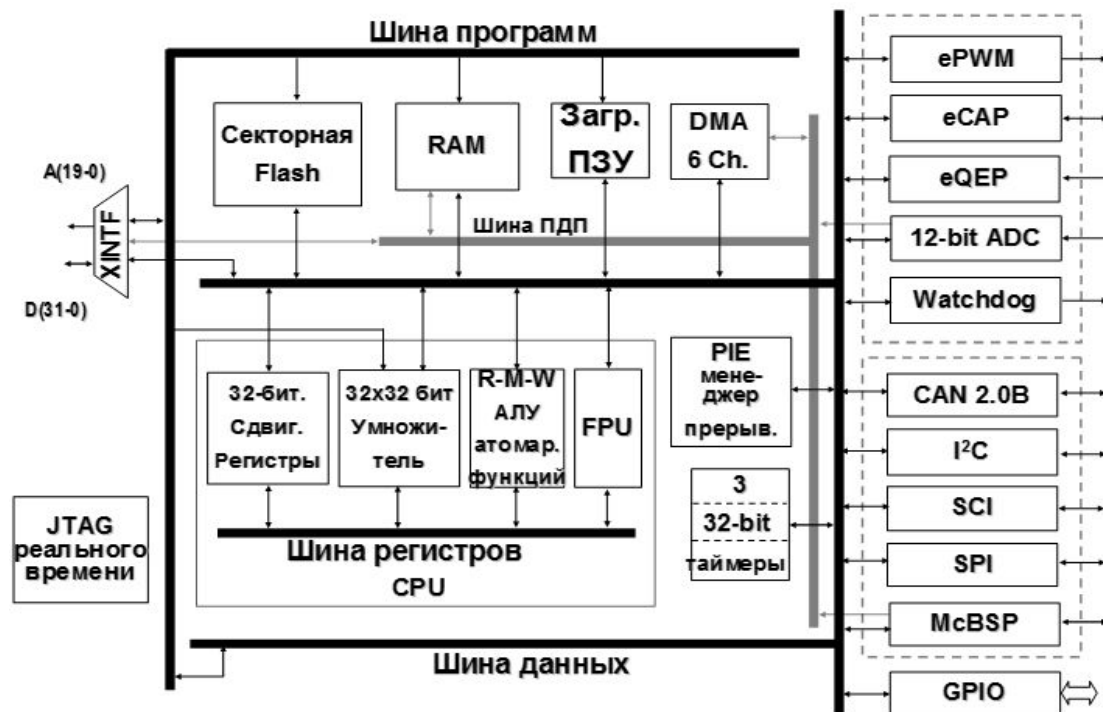 Шина программ
Секторная
Flash
RAM
Загр.
ПЗУ
DMA
6 Ch.
A(19-0)
XINTF
D(31-0)
Шина ПДП
32-бит.
Сдвиг.
Регистры
32x32 бит
Умножи-
тель
R-M-W
АЛУ
атомар.
функций
FPU
Шина регистров
CPU
PIE
мене-
джер
прерыв.
3
32-bit
таймеры
JTAG
реального
времени
Шина данных
ePWM
eCAP
eQEP
12-bit ADC
Watchdog
CAN 2.0B
I²C
SCI
SPI
McBSP
GPIO